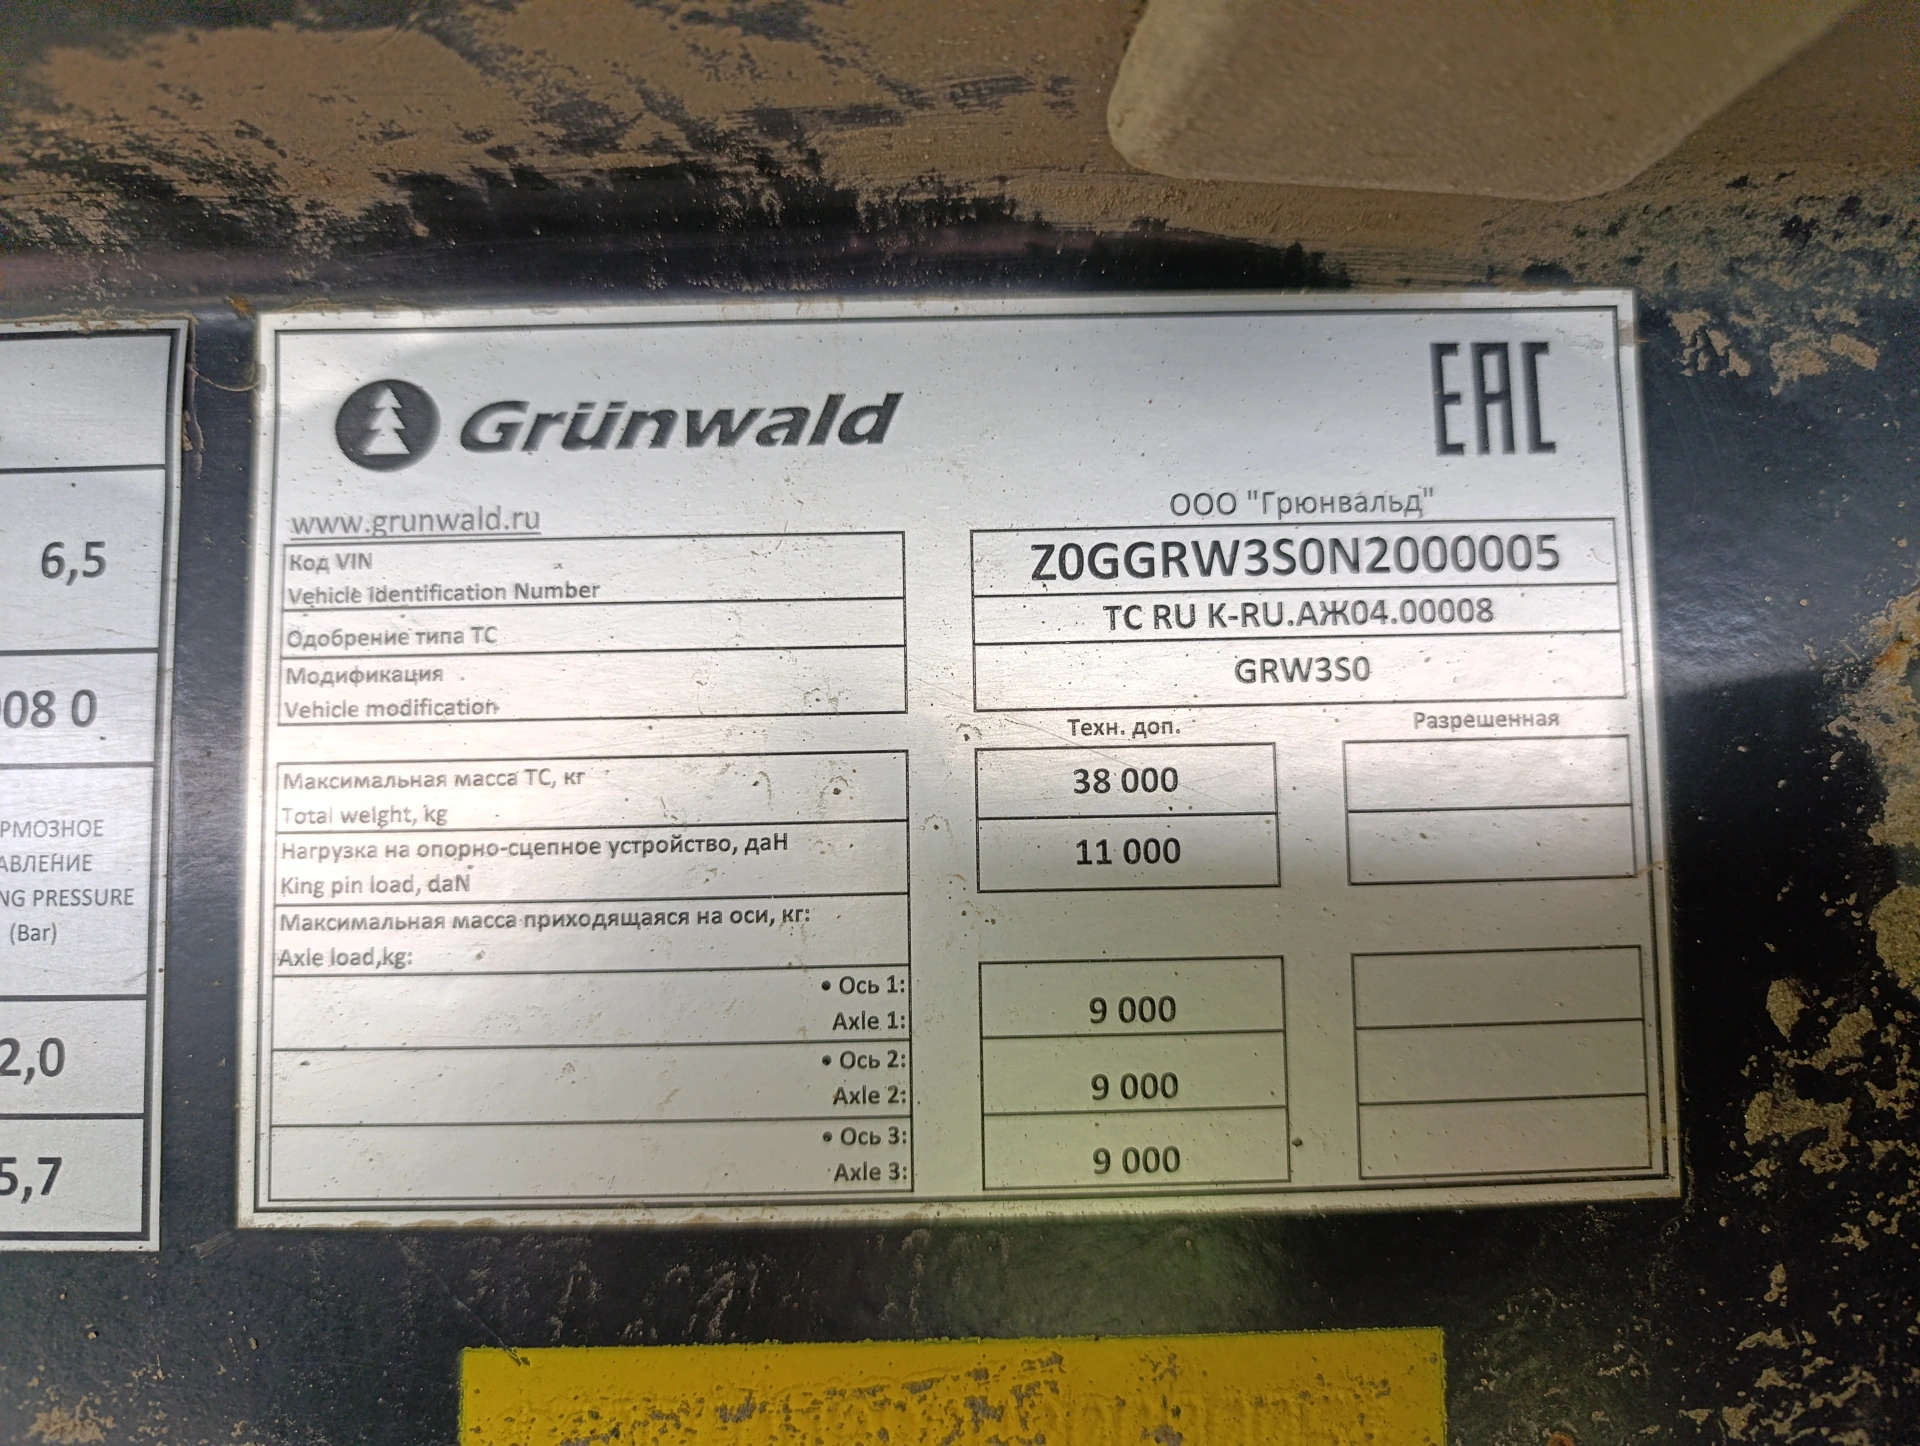 6,5
08 0
РМОЗНОЕ
АВЛЕНИЕ
NG PRESSURE
(Bar)
2,0
5,7
Grünwald
EAC
www.grunwald.ru
ООО "Грюнвальд"
Код VIN
Vehicle Identification Number
Z0GGRW3S0N2000005
Одобрение типа ТС
ТС RU К-RU.АЖ04.00008
Модификация
Vehicle modification
GRW3S0
Техн. доп.
Разрешенная
Максимальная масса ТС, кг
Total weight, kg
38 000
Нагрузка на опорно-сцепное устройство, даН
King pin load, daN
11 000
Максимальная масса приходящаяся на оси, кг:
Axle load,kg:
• Ось 1:
Axle 1:
9 000
• Ось 2:
Axle 2:
9 000
• Ось 3:
Axle 3:
9 000